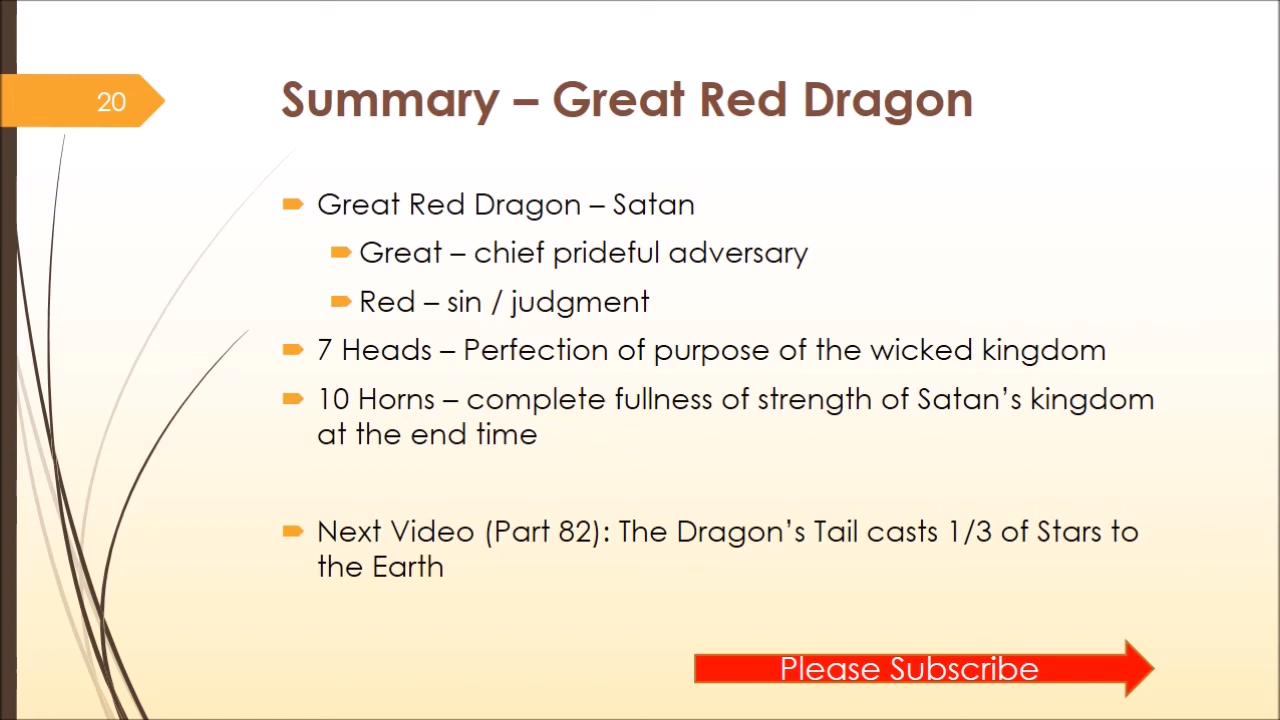 20
Summary – Great Red Dragon
Great Red Dragon – Satan
Great – chief prideful adversary
Red – sin / judgment
7 Heads – Perfection of purpose of the wicked kingdom
10 Horns – complete fullness of strength of Satan’s kingdom
at the end time
Next Video (Part 82): The Dragon’s Tail casts 1/3 of Stars to
the Earth
Please Subscribe